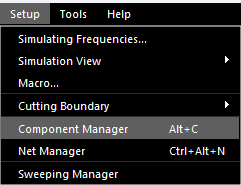 Setup Tools Help
Simulating Frequencies...
Simulation View
Macro...
Cutting Boundary
Component Manager Alt+C
Net Manager Ctrl+Alt+N
Sweeping Manager